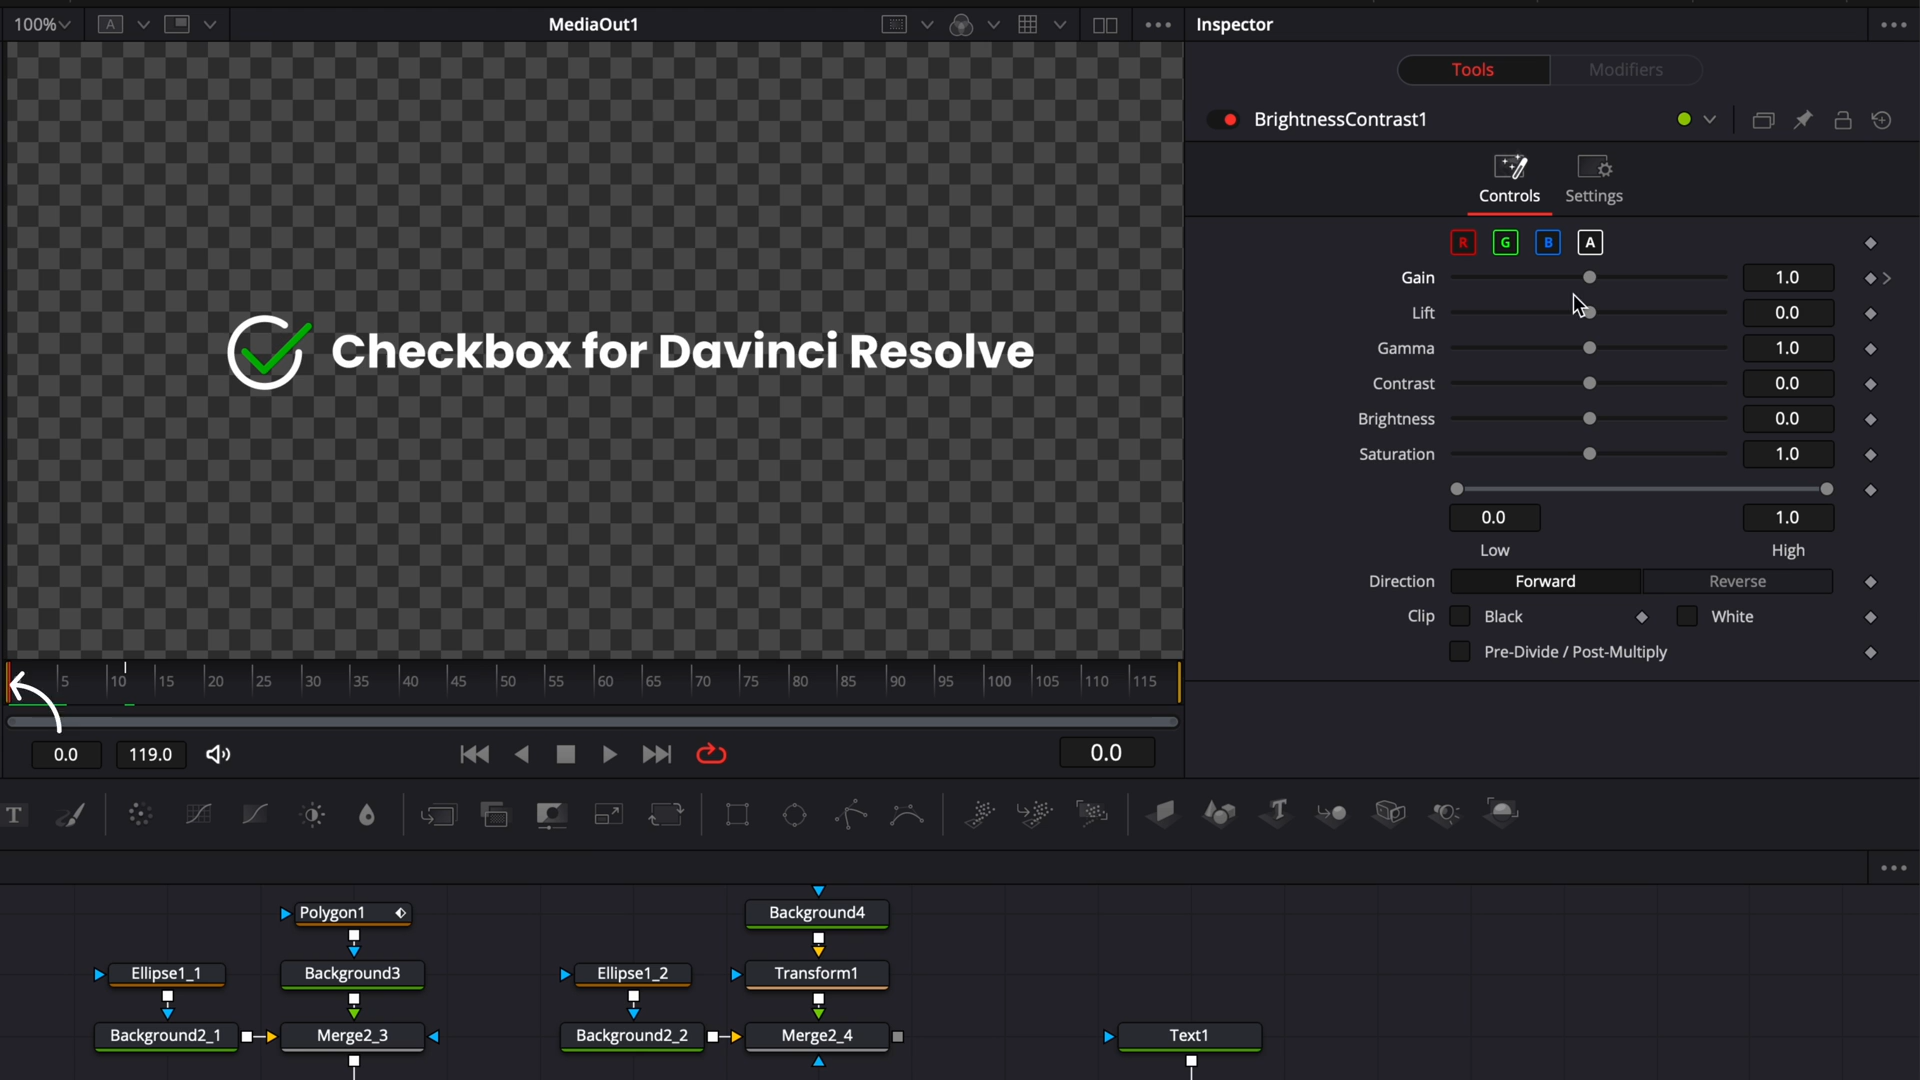 100%
A
MediaOut1
Inspector
Tools
Modifiers
BrightnessContrast1
Controls
Settings
R G B A
Gain 1.0
Lift 0.0
Gamma 1.0
Contrast 0.0
Brightness 0.0
Saturation 1.0
0.0 1.0
Low High
Direction Forward Reverse
Clip Black White
Pre-Divide / Post-Multiply
Checkbox for Davinci Resolve
5 10 15 20 25 30 35 40 45 50 55 60 65 70 75 80 85 90 95 100 105 110 115
0.0 119.0 0.0
T
Polygon1 Background4
Ellipse1_1 Background3 Ellipse1_2 Transform1
Background2_1 Merge2_3 Background2_2 Merge2_4 Text1